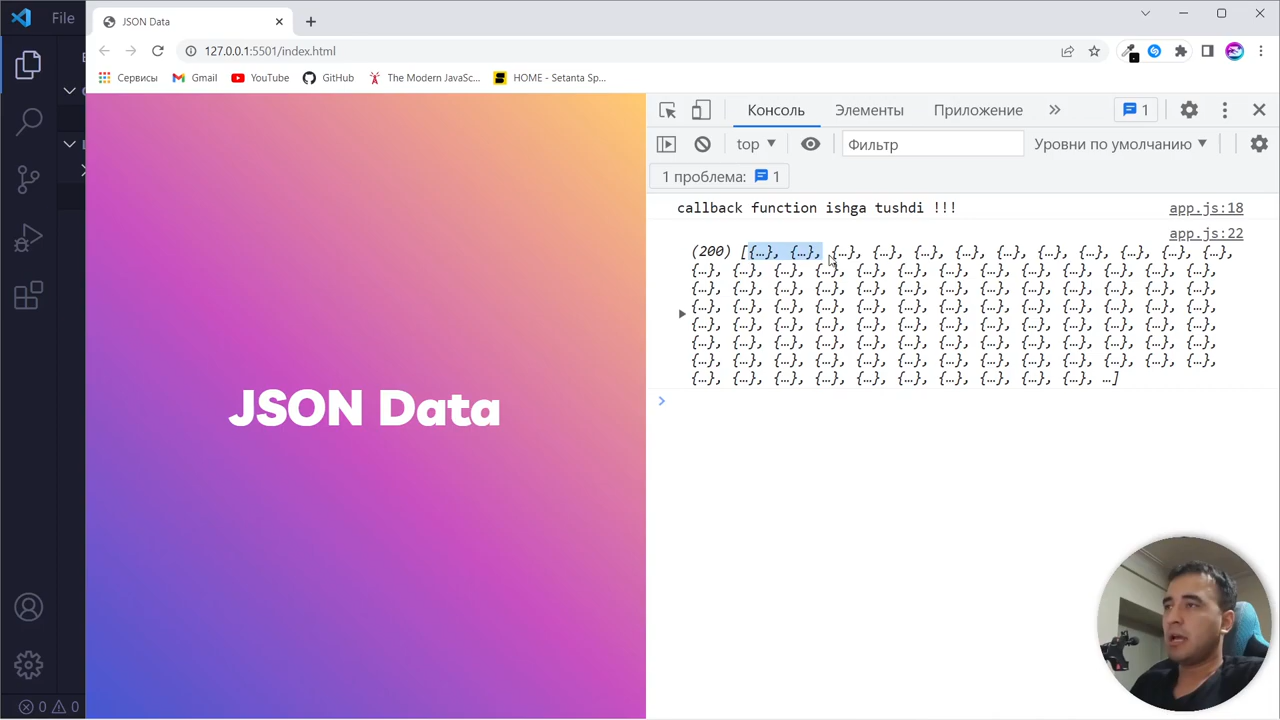 File
JSON Data
127.0.0.1:5501/index.html
Сервисы Gmail YouTube GitHub The Modern JavaSc... HOME - Setanta Sp...
Консоль Элементы Приложение 1
top Фильтр Уровни по умолчанию
1 проблема: 1
callback function ishga tushdi !!! app.js:18
app.js:22
(200) [{…}, {…}, {…}, {…}, {…}, {…}, {…}, {…}, {…}, {…}, {…}, {…},
{…}, {…}, {…}, {…}, {…}, {…}, {…}, {…}, {…}, {…}, {…}, {…}, {…},
{…}, {…}, {…}, {…}, {…}, {…}, {…}, {…}, {…}, {…}, {…}, {…}, {…},
{…}, {…}, {…}, {…}, {…}, {…}, {…}, {…}, {…}, {…}, {…}, {…}, {…},
{…}, {…}, {…}, {…}, {…}, {…}, {…}, {…}, {…}, {…}, {…}, {…}, {…},
{…}, {…}, {…}, {…}, {…}, {…}, {…}, {…}, {…}, {…}, {…}, {…}, {…},
{…}, {…}, {…}, {…}, {…}, {…}, {…}, {…}, {…}, {…}, {…}, {…}, {…},
{…}, {…}, {…}, {…}, {…}, {…}, {…}, {…}, {…}, {…}, …]
JSON Data
0 0